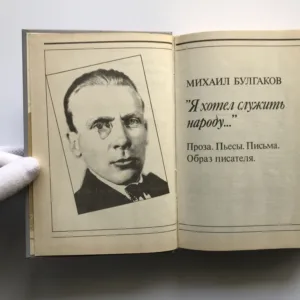 МИХАИЛ БУЛГАКОВ
"Я хотел служить
народу..."
Проза. Пьесы. Письма.
Образ писателя.